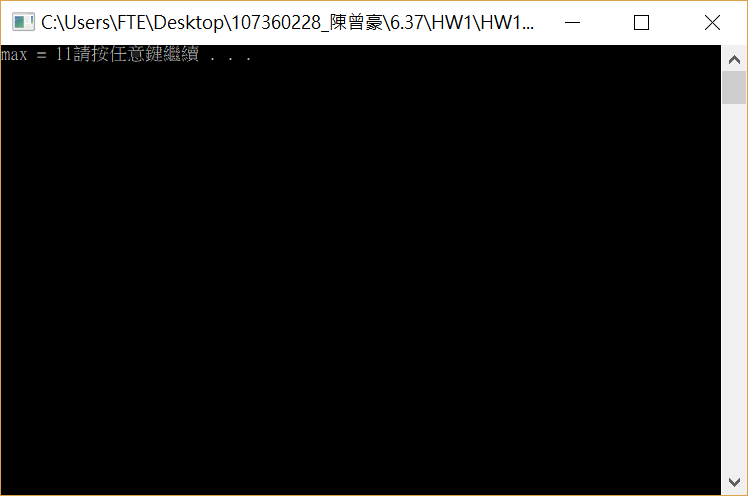 C:\Users\FTE\Desktop\107360228_陳曾豪\6.37\HW1\HW1...
max = 11請按任意鍵繼續 . . .